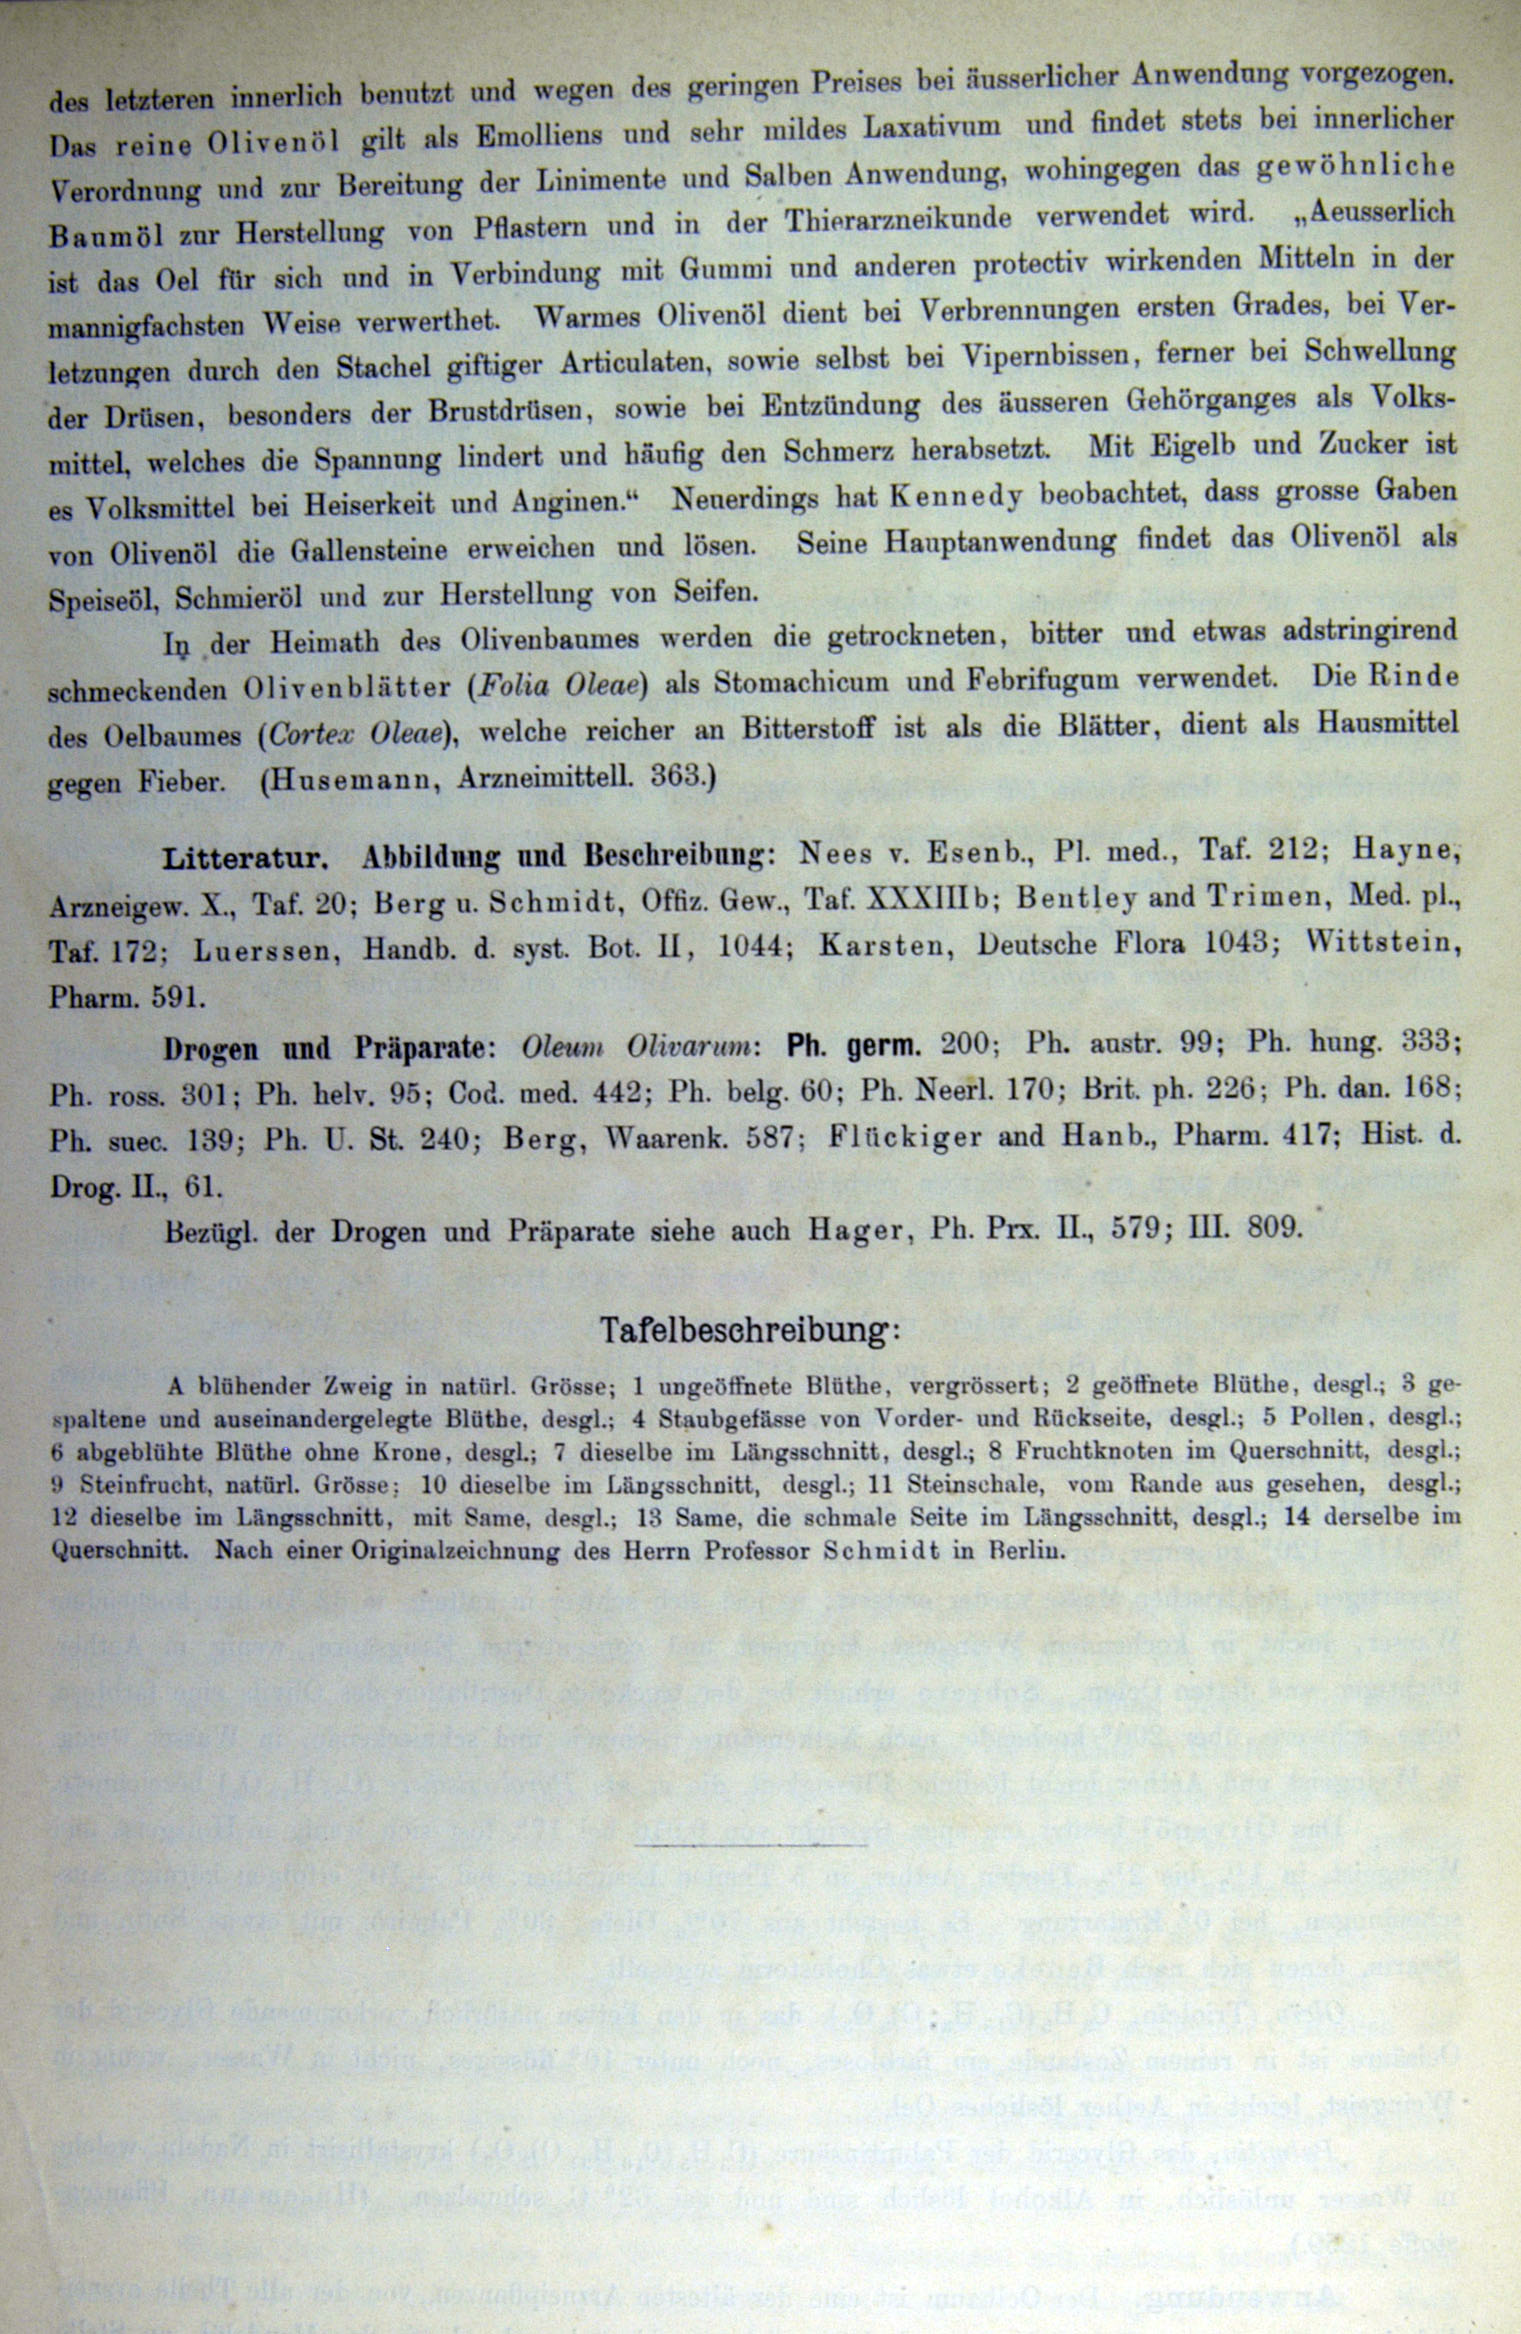 des letzteren innerlich benutzt und wegen des geringen Preises bei äusserlicher Anwendung vorgezogen.
Das reine Olivenöl gilt als Emolliens und sehr mildes Laxativum und findet stets bei innerlicher
Verordnung und zur Bereitung der Linimente und Salben Anwendung, wohingegen das gewöhnliche
Baumöl zur Herstellung von Pflastern und in der Thierarzneikunde verwendet wird. „Aeusserlich
ist das Oel für sich und in Verbindung mit Gummi und anderen protectiv wirkenden Mitteln in der
mannigfachsten Weise verwerthet. Warmes Olivenöl dient bei Verbrennungen ersten Grades, bei Ver-
letzungen durch den Stachel giftiger Articulaten, sowie selbst bei Vipernbissen, ferner bei Schwellung
der Drüsen, besonders der Brustdrüsen, sowie bei Entzündung des äusseren Gehörganges als Volks-
mittel, welches die Spannung lindert und häufig den Schmerz herabsetzt. Mit Eigelb und Zucker ist
es Volksmittel bei Heiserkeit und Anginen.“ Neuerdings hat Kennedy beobachtet, dass grosse Gaben
von Olivenöl die Gallensteine erweichen und lösen. Seine Hauptanwendung findet das Olivenöl als
Speiseöl, Schmieröl und zur Herstellung von Seifen.
In der Heimath des Olivenbaumes werden die getrockneten, bitter und etwas adstringirend
schmeckenden Olivenblätter (Folia Oleae) als Stomachicum und Febrifugum verwendet. Die Rinde
des Oelbaumes (Cortex Oleae), welche reicher an Bitterstoff ist als die Blätter, dient als Hausmittel
gegen Fieber. (Husemann, Arzneimittell. 363.)
Litteratur. Abbildung und Beschreibung: Nees v. Esenb., Pl. med., Taf. 212; Hayne,
Arzneigew. X., Taf. 20; Berg u. Schmidt, Offiz. Gew., Taf. XXXIIIb; Bentley and Trimen, Med. pl.,
Taf. 172; Luerssen, Handb. d. syst. Bot. II, 1044; Karsten, Deutsche Flora 1043; Wittstein,
Pharm. 591.
Drogen und Präparate: Oleum Olivarum: Ph. germ. 200; Ph. austr. 99; Ph. hung. 333;
Ph. ross. 301; Ph. helv. 95; Cod. med. 442; Ph. belg. 60; Ph. Neerl. 170; Brit. ph. 226; Ph. dan. 168;
Ph. suec. 139; Ph. U. St. 240; Berg, Waarenk. 587; Flückiger and Hanb., Pharm. 417; Hist. d.
Drog. II., 61.
Bezügl. der Drogen und Präparate siehe auch Hager, Ph. Prx. II., 579; III. 809.
Tafelbeschreibung:
A blühender Zweig in natürl. Grösse; 1 ungeöffnete Blüthe, vergrössert; 2 geöffnete Blüthe, desgl.; 3 ge-
spaltene und auseinandergelegte Blüthe, desgl.; 4 Staubgefässe von Vorder- und Rückseite, desgl.; 5 Pollen, desgl.;
6 abgeblühte Blüthe ohne Krone, desgl.; 7 dieselbe im Längsschnitt, desgl.; 8 Fruchtknoten im Querschnitt, desgl.;
9 Steinfrucht, natürl. Grösse; 10 dieselbe im Längsschnitt, desgl.; 11 Steinschale, vom Rande aus gesehen, desgl.;
12 dieselbe im Längsschnitt, mit Same, desgl.; 13 Same, die schmale Seite im Längsschnitt, desgl.; 14 derselbe im
Querschnitt. Nach einer Originalzeichnung des Herrn Professor Schmidt in Berlin.